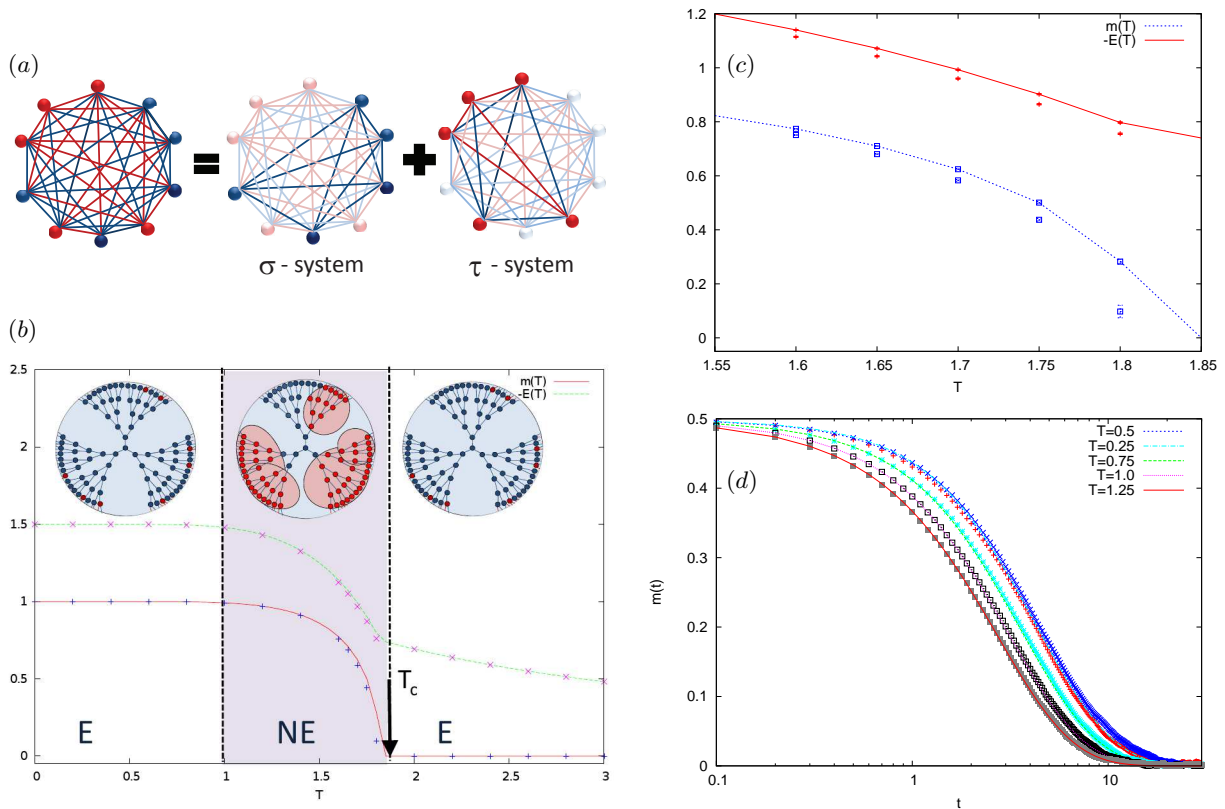 (a)
σ - system
τ - system
(b)
2.5
2
1.5
1
0.5
0
m(T)
-E(T)
T_c
E
NE
E
0
0.5
1
1.5
2
2.5
3
T
(c)
1.2
1
0.8
0.6
0.4
0.2
0
m(T)
-E(T)
1.55
1.6
1.65
1.7
1.75
1.8
1.85
T
0.5
0.4
0.3
0.2
0.1
0
m(t)
T=0.5
T=0.25
T=0.75
T=1.0
T=1.25
(d)
0.1
1
10
t